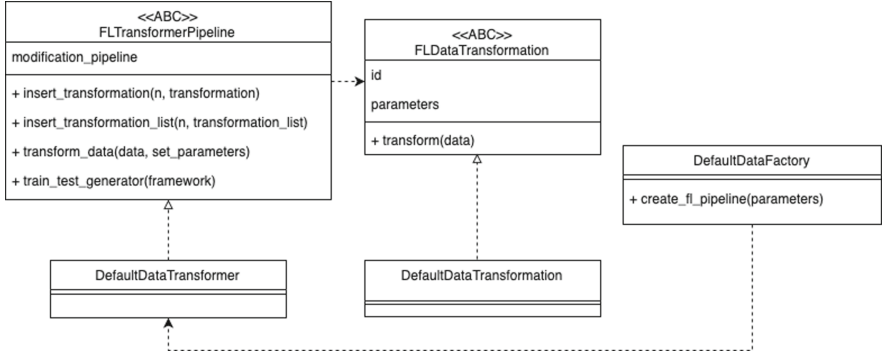 <<ABC>>
FLTransformerPipeline
modification_pipeline
+ insert_transformation(n, transformation)
+ insert_transformation_list(n, transformation_list)
+ transform_data(data, set_parameters)
+ train_test_generator(framework)
<<ABC>>
FLDataTransformation
id
parameters
+ transform(data)
DefaultDataFactory
+ create_fl_pipeline(parameters)
DefaultDataTransformer
DefaultDataTransformation